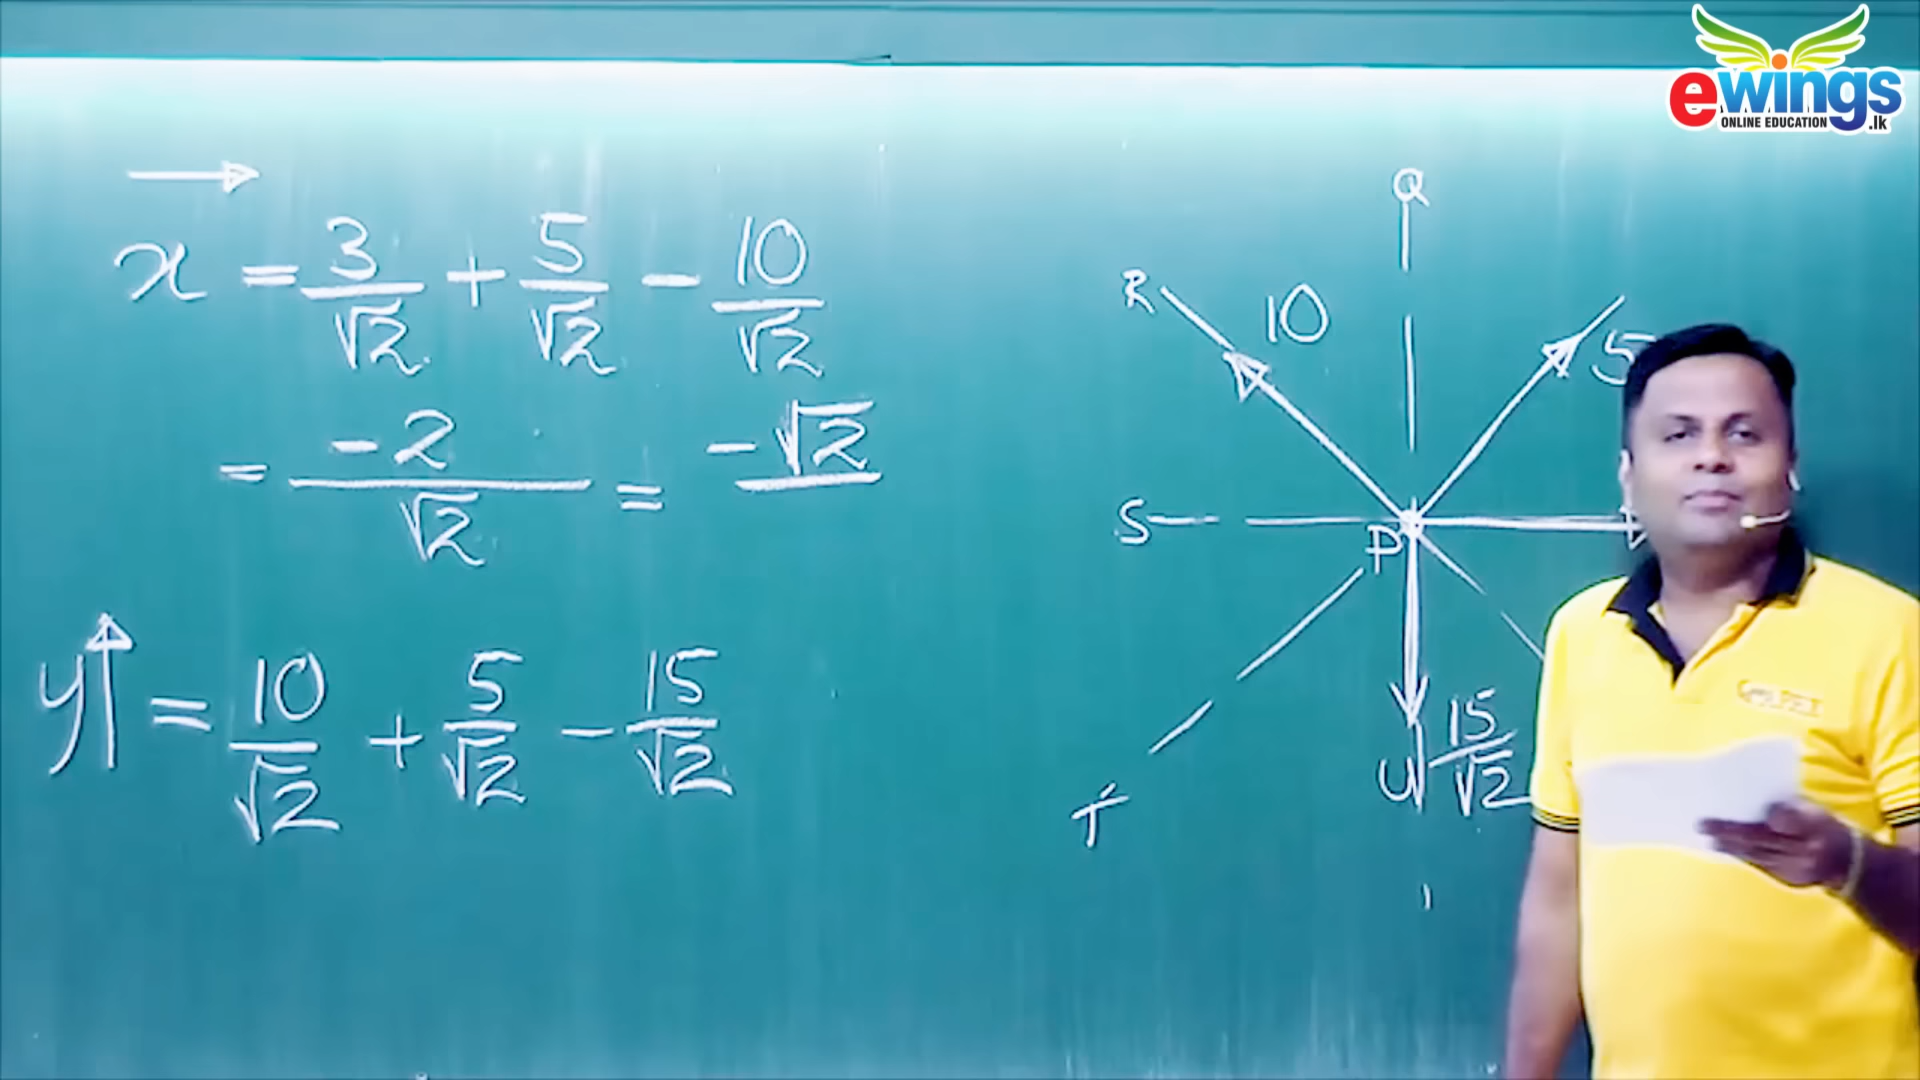 ewings
ONLINE EDUCATION .lk
x = 3/√2 + 5/√2 - 10/√2
= -2/√2 = -√2
y↑ = 10/√2 + 5/√2 - 15/√2
Q
R 10
5
S
P
U 15/√2
T